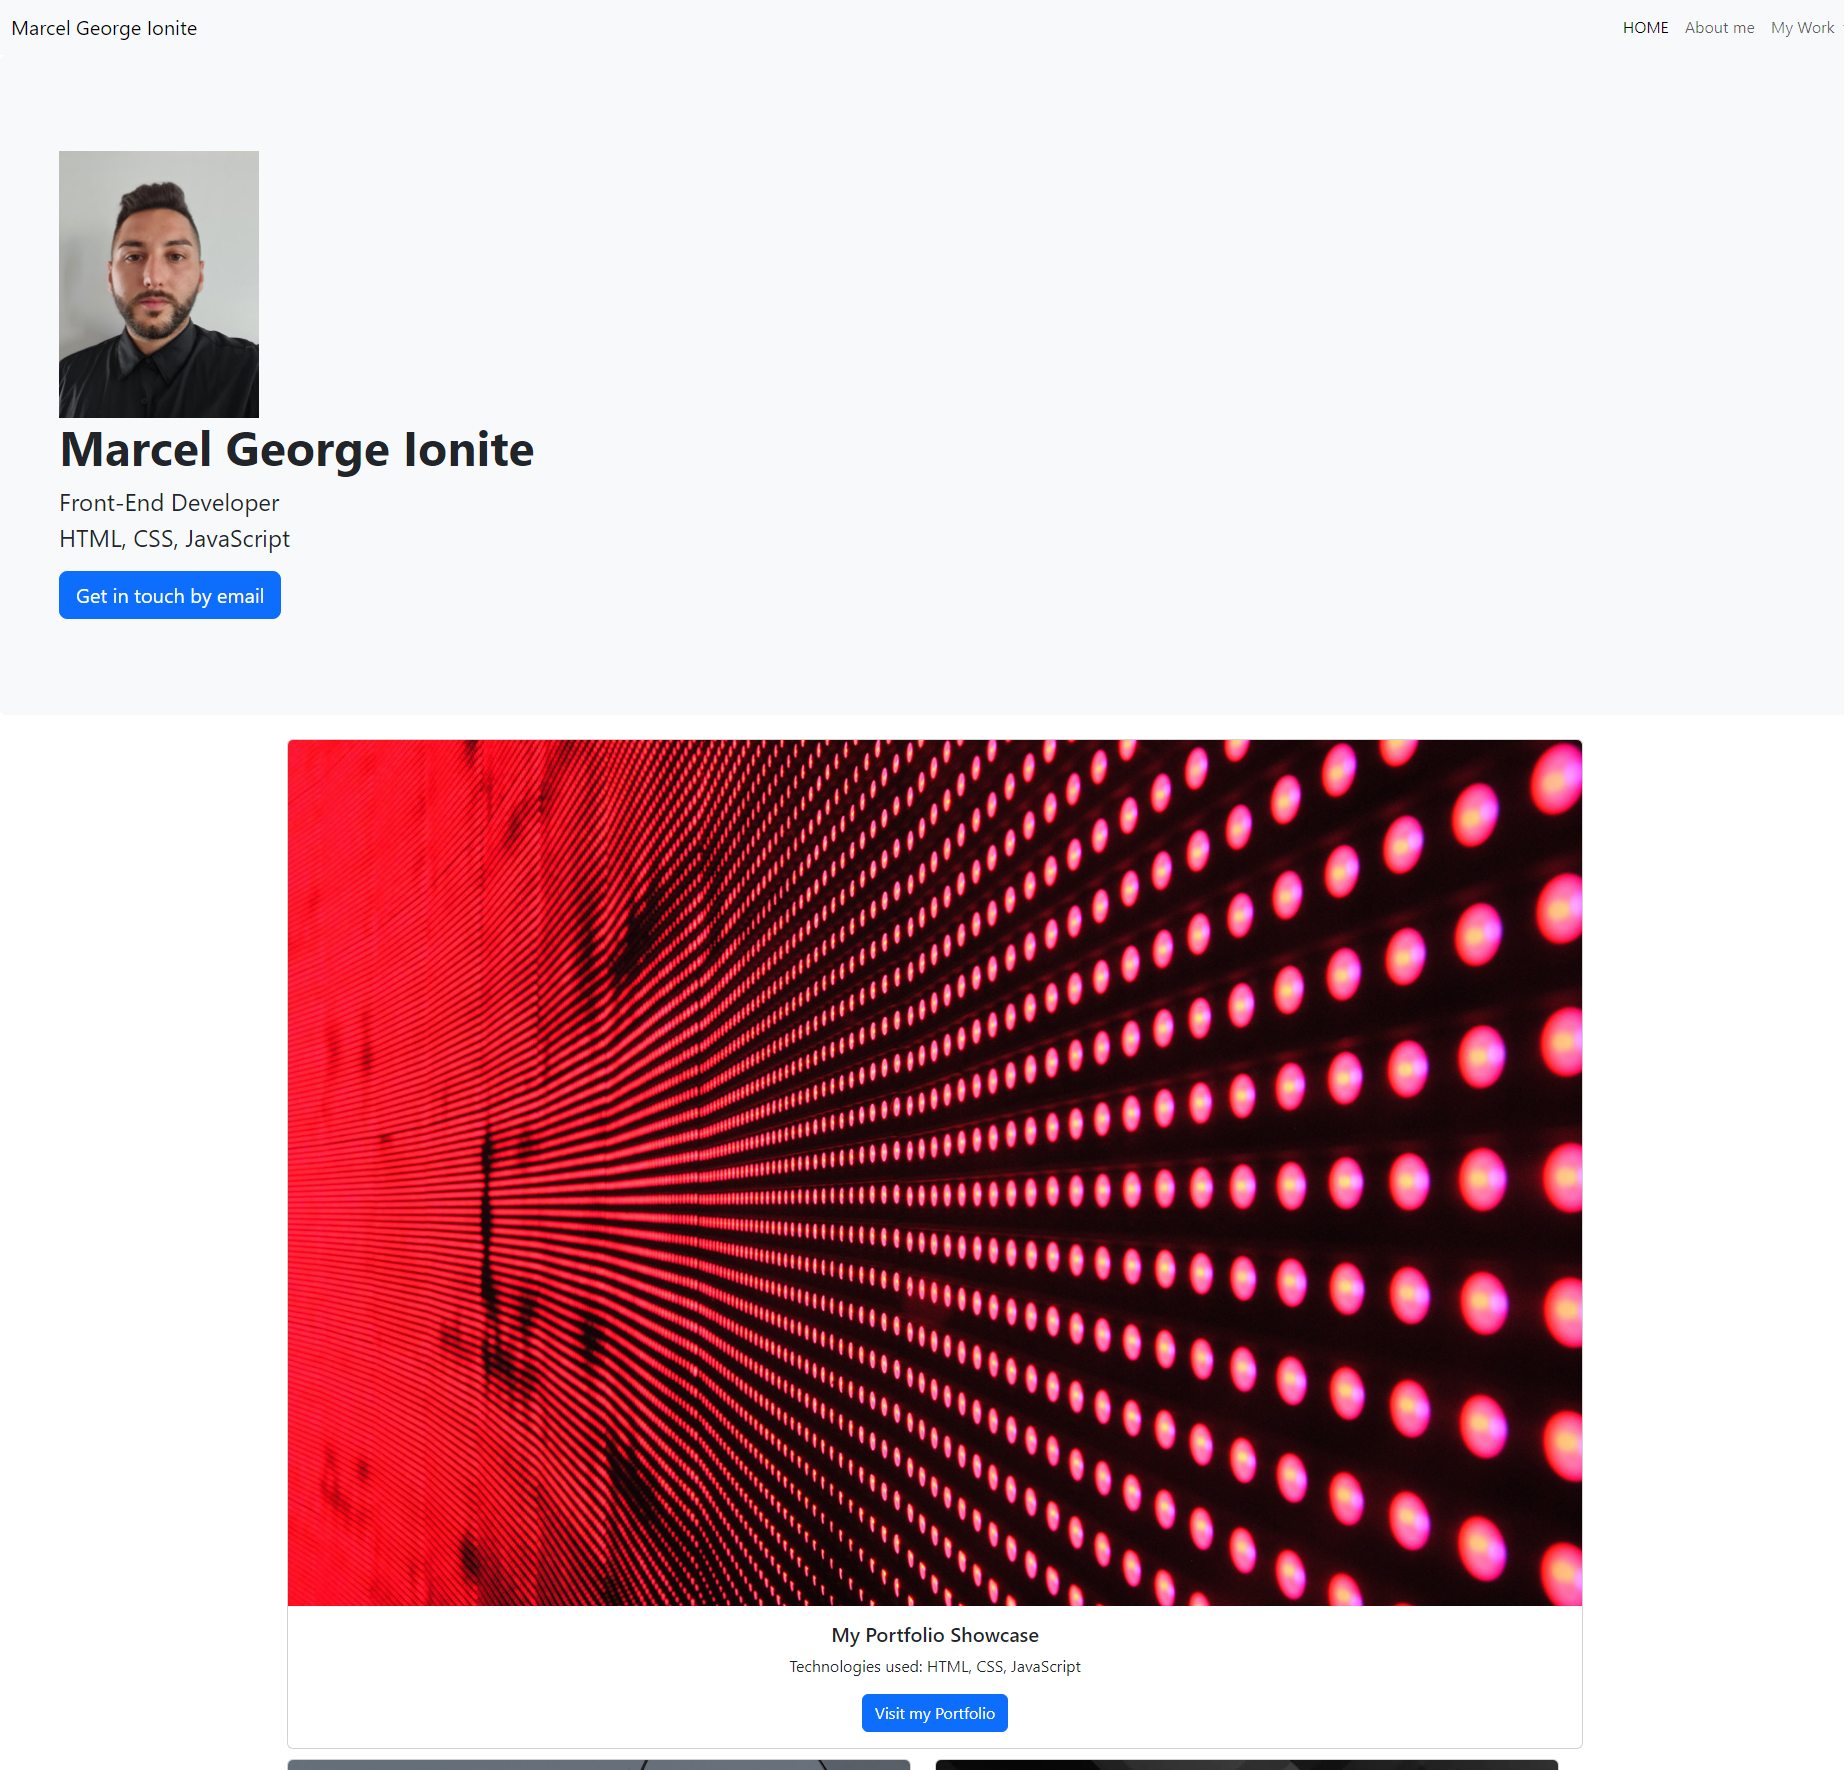 Marcel George Ionite
HOME About me My Work
Marcel George Ionite
Front-End Developer
HTML, CSS, JavaScript
Get in touch by email
My Portfolio Showcase
Technologies used: HTML, CSS, JavaScript
Visit my Portfolio